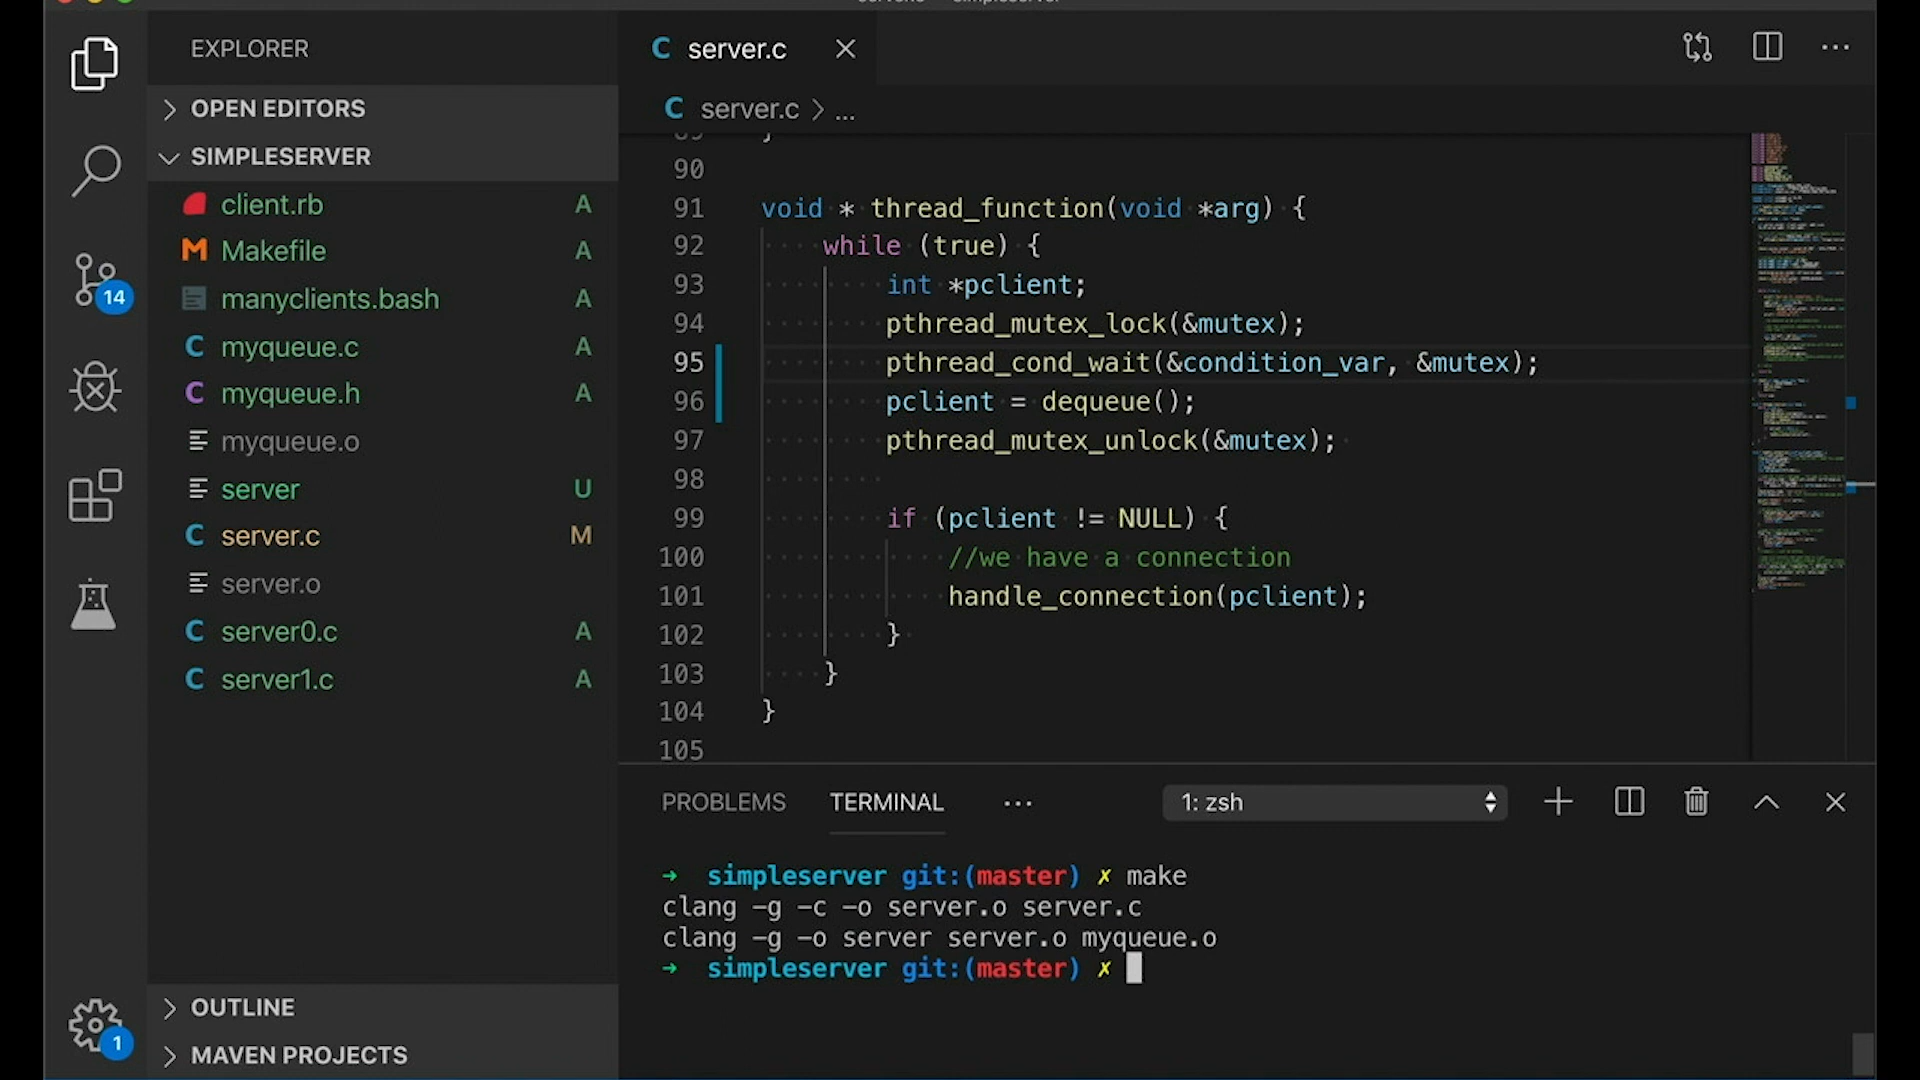 EXPLORER
OPEN EDITORS
SIMPLESERVER
client.rb A
M Makefile A
manyclients.bash A
C myqueue.c A
C myqueue.h A
myqueue.o
server U
C server.c M
server.o
C server0.c A
C server1.c A
OUTLINE
MAVEN PROJECTS
14
1
C server.c
C server.c > ...
90
91 void * thread_function(void *arg) {
92 while (true) {
93 int *pclient;
94 pthread_mutex_lock(&mutex);
95 pthread_cond_wait(&condition_var, &mutex);
96 pclient = dequeue();
97 pthread_mutex_unlock(&mutex);
98
99 if (pclient != NULL) {
100 //we have a connection
101 handle_connection(pclient);
102 }
103 }
104 }
105
PROBLEMS TERMINAL ... 1: zsh
➜ simpleserver git:(master) ✗ make
clang -g -c -o server.o server.c
clang -g -o server server.o myqueue.o
➜ simpleserver git:(master) ✗